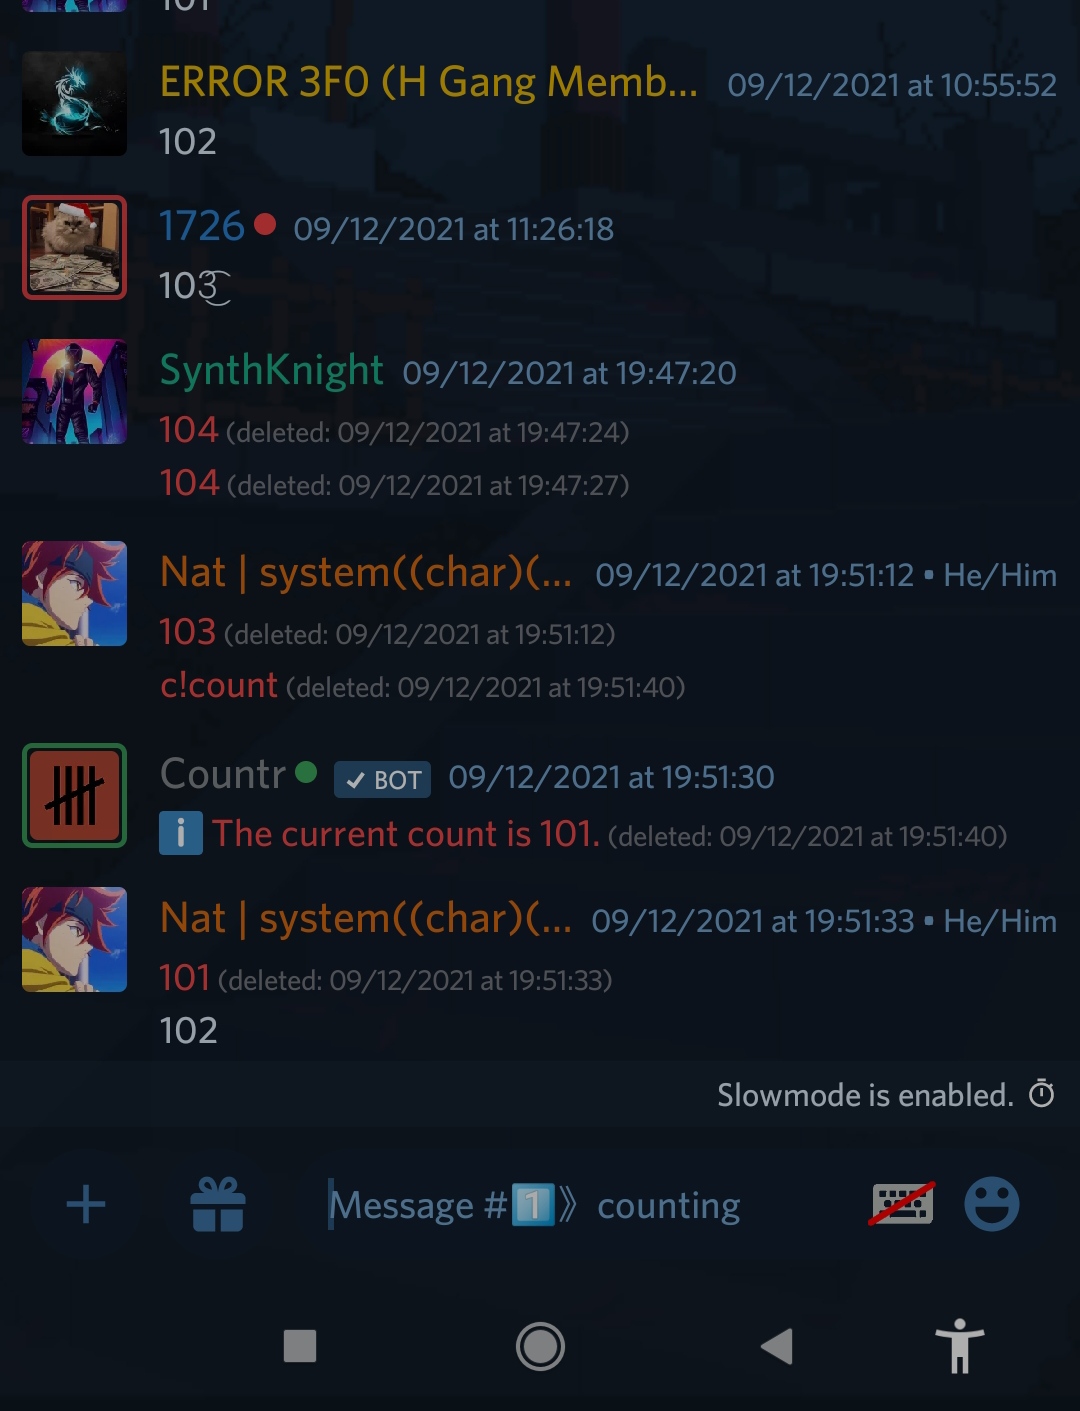 101
ERROR 3F0 (H Gang Memb... 09/12/2021 at 10:55:52
102
1726 09/12/2021 at 11:26:18
103
SynthKnight 09/12/2021 at 19:47:20
104 (deleted: 09/12/2021 at 19:47:24)
104 (deleted: 09/12/2021 at 19:47:27)
Nat | system((char)(... 09/12/2021 at 19:51:12 • He/Him
103 (deleted: 09/12/2021 at 19:51:12)
c!count (deleted: 09/12/2021 at 19:51:40)
Countr ✓ BOT 09/12/2021 at 19:51:30
ℹ️ The current count is 101. (deleted: 09/12/2021 at 19:51:40)
Nat | system((char)(... 09/12/2021 at 19:51:33 • He/Him
101 (deleted: 09/12/2021 at 19:51:33)
102
Slowmode is enabled.
Message #1️⃣》counting